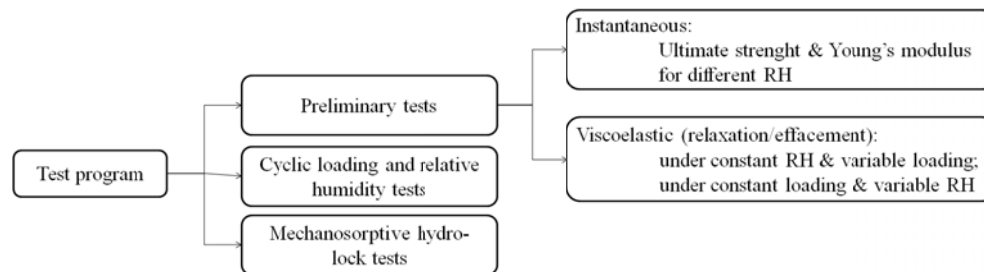 Test program
Preliminary tests
Cyclic loading and relative
humidity tests
Mechanosorptive hydro-
lock tests
Instantaneous:
Ultimate strenght & Young's modulus
for different RH
Viscoelastic (relaxation/effacement):
under constant RH & variable loading;
under constant loading & variable RH